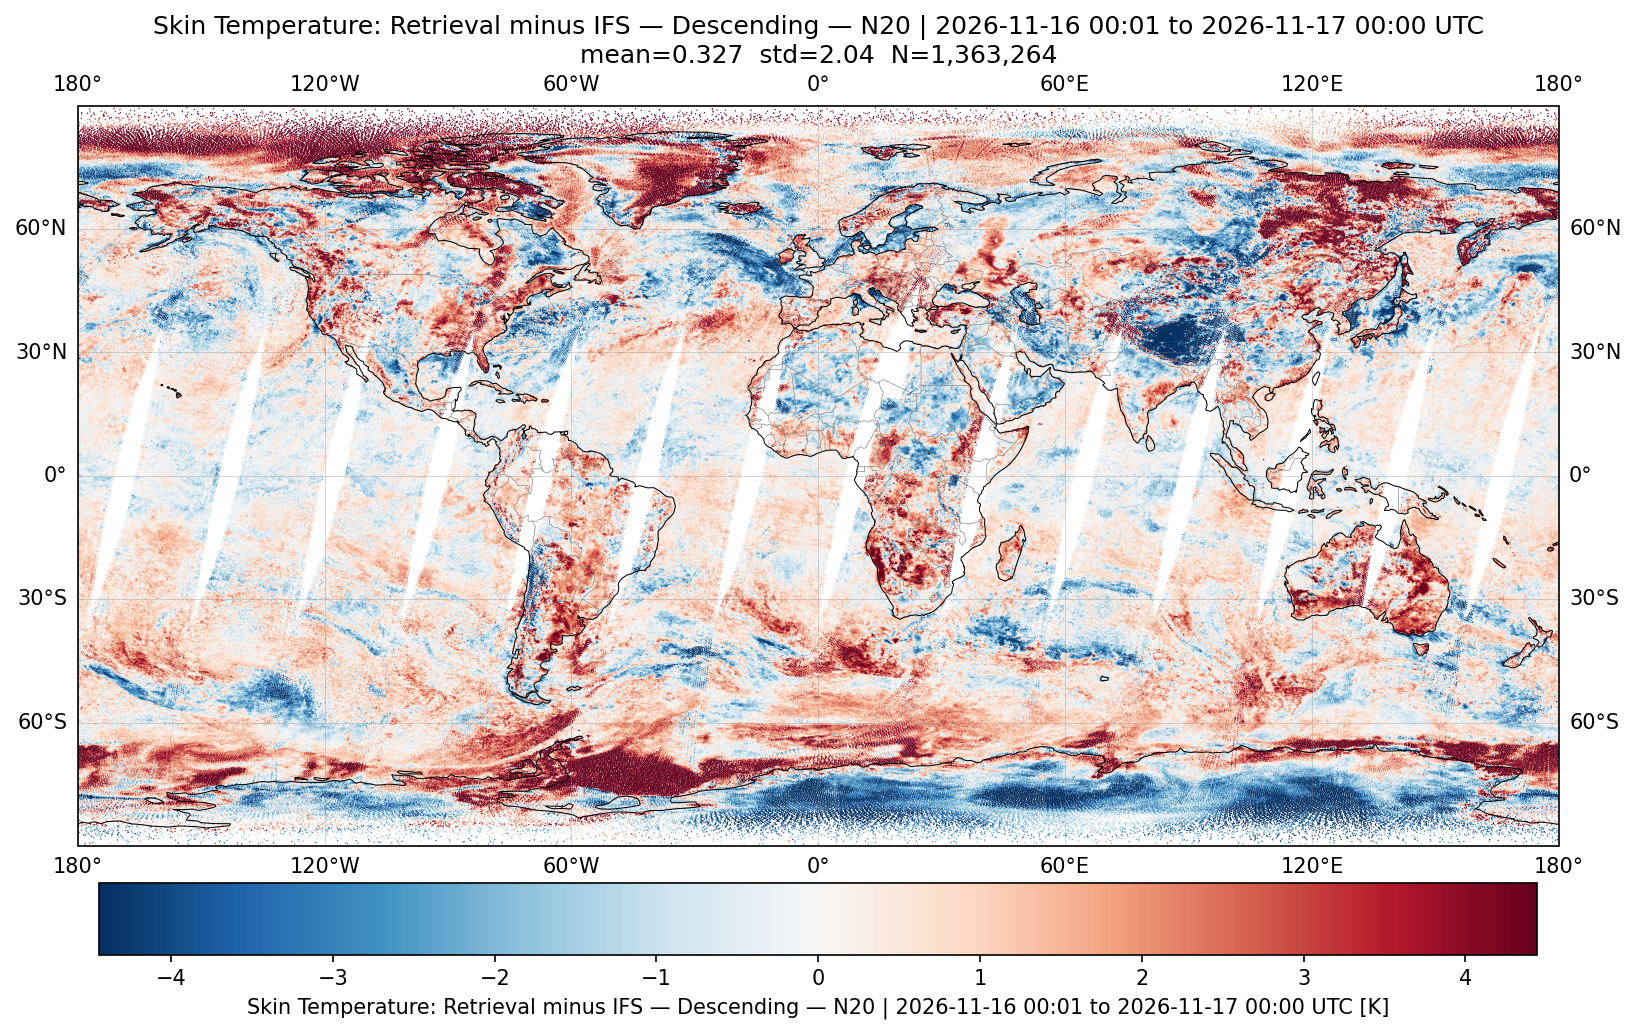 Skin Temperature: Retrieval minus IFS — Descending — N20 | 2026-11-16 00:01 to 2026-11-17 00:00 UTC
mean=0.327  std=2.04  N=1,363,264
180° 120°W 60°W 0° 60°E 120°E 180°
60°N 60°N
30°N 30°N
0° 0°
30°S 30°S
60°S 60°S
180° 120°W 60°W 0° 60°E 120°E 180°
−4 −3 −2 −1 0 1 2 3 4
Skin Temperature: Retrieval minus IFS — Descending — N20 | 2026-11-16 00:01 to 2026-11-17 00:00 UTC [K]